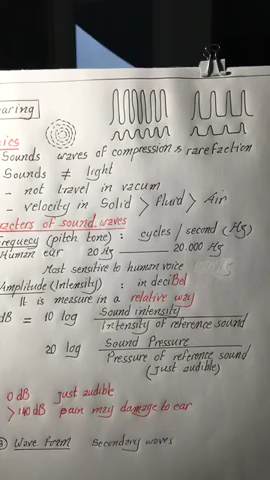 earing
ics
Sounds waves of compression & rarefaction
Sounds ≠ light
- not travel in vacum
- velocity in Solid > fluid > Air
racters of sound waves
requecy (pitch tone): cycles / second (Hz)
Human ear 20 Hz ______ 20.000 Hz
Most sensitive to human voice
Amplitude (Intensity) : in deciBel
It is measure in a relative way
dB = 10 log Sound intensity / Intensity of reference sound
20 log Sound Pressure / Pressure of reference sound
(just audible)
0 dB just audible
> 140 dB pain may damage to ear
③ Wave form secondary waves